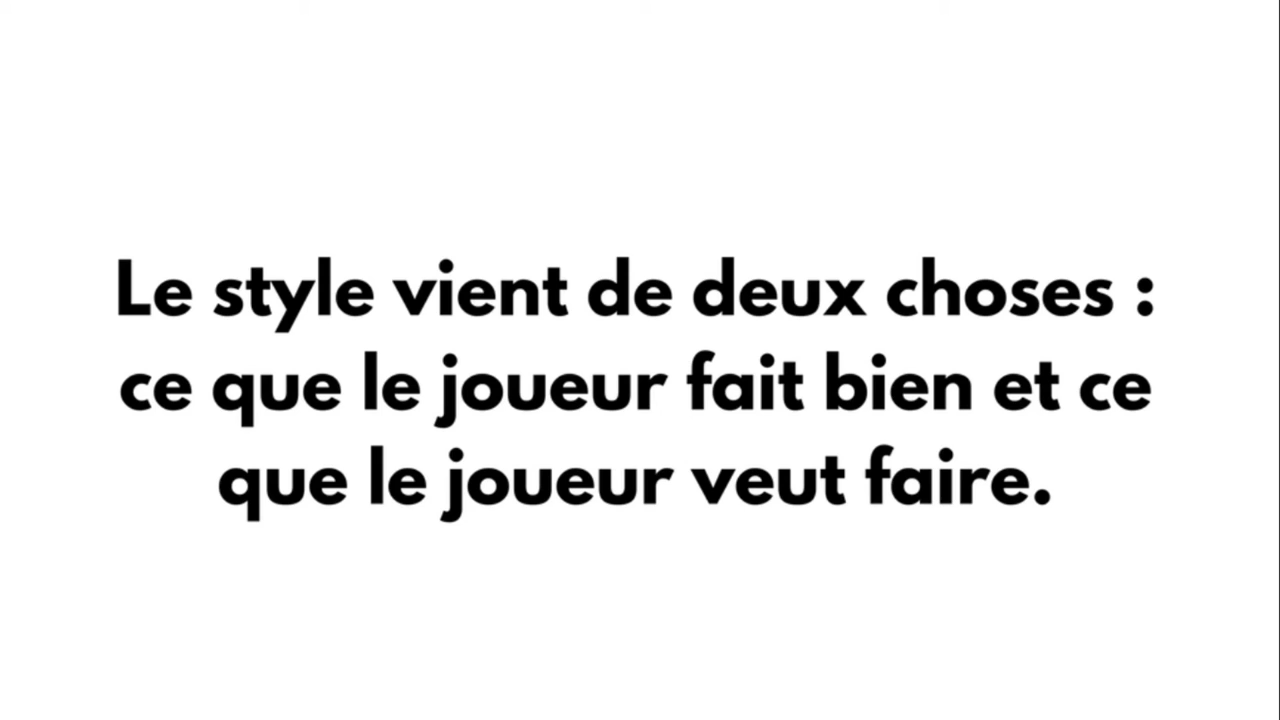 Le style vient de deux choses :
ce que le joueur fait bien et ce
que le joueur veut faire.